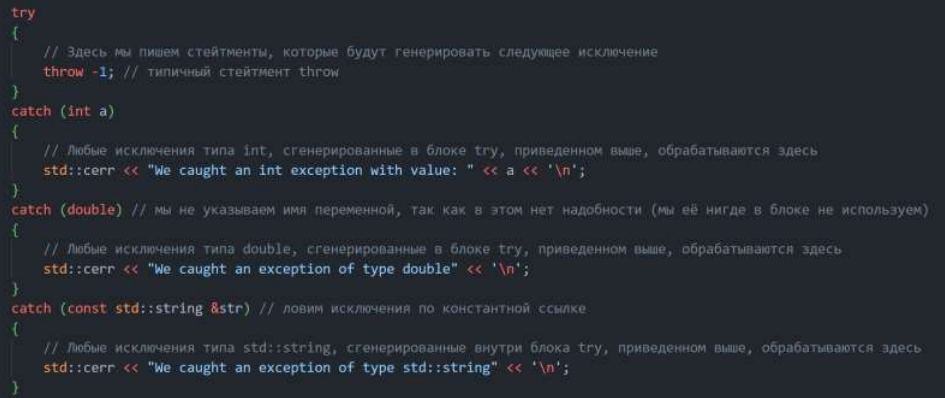 try
{
    // Здесь мы пишем стейтменты, которые будут генерировать следующее исключение
    throw -1; // типичный стейтмент throw
}
catch (int a)
{
    // Любые исключения типа int, сгенерированные в блоке try, приведенном выше, обрабатываются здесь
    std::cerr << "We caught an int exception with value: " << a << '\n';
}
catch (double) // мы не указываем имя переменной, так как в этом нет надобности (мы её нигде в блоке не используем)
{
    // Любые исключения типа double, сгенерированные в блоке try, приведенном выше, обрабатываются здесь
    std::cerr << "We caught an exception of type double" << '\n';
}
catch (const std::string &str) // ловим исключения по константной ссылке
{
    // Любые исключения типа std::string, сгенерированные внутри блока try, приведенном выше, обрабатываются здесь
    std::cerr << "We caught an exception of type std::string" << '\n';
}